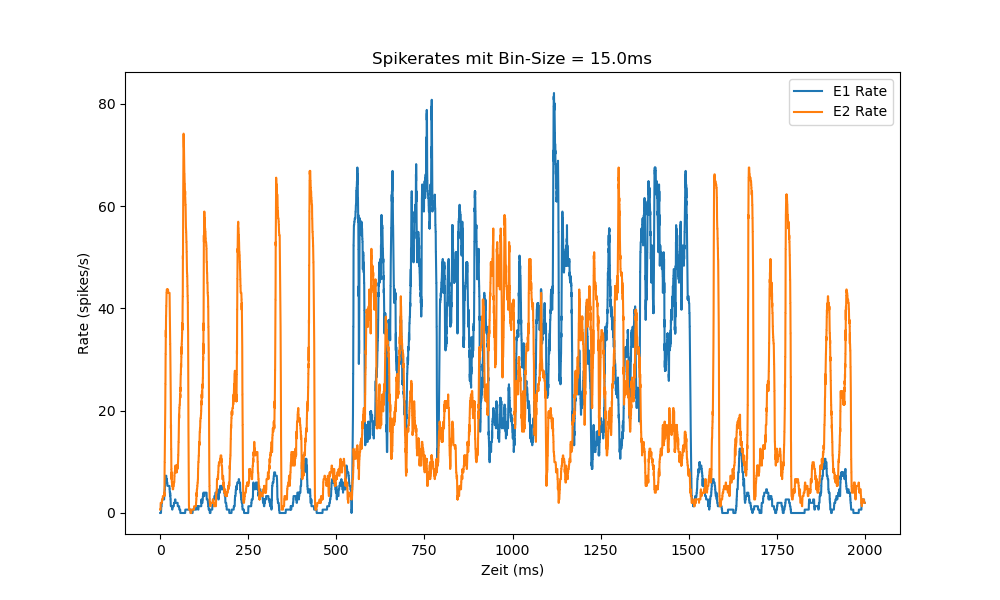 Spikerates mit Bin-Size = 15.0ms
E1 Rate
E2 Rate
80
60
40
20
0
Rate (spikes/s)
0 250 500 750 1000 1250 1500 1750 2000
Zeit (ms)